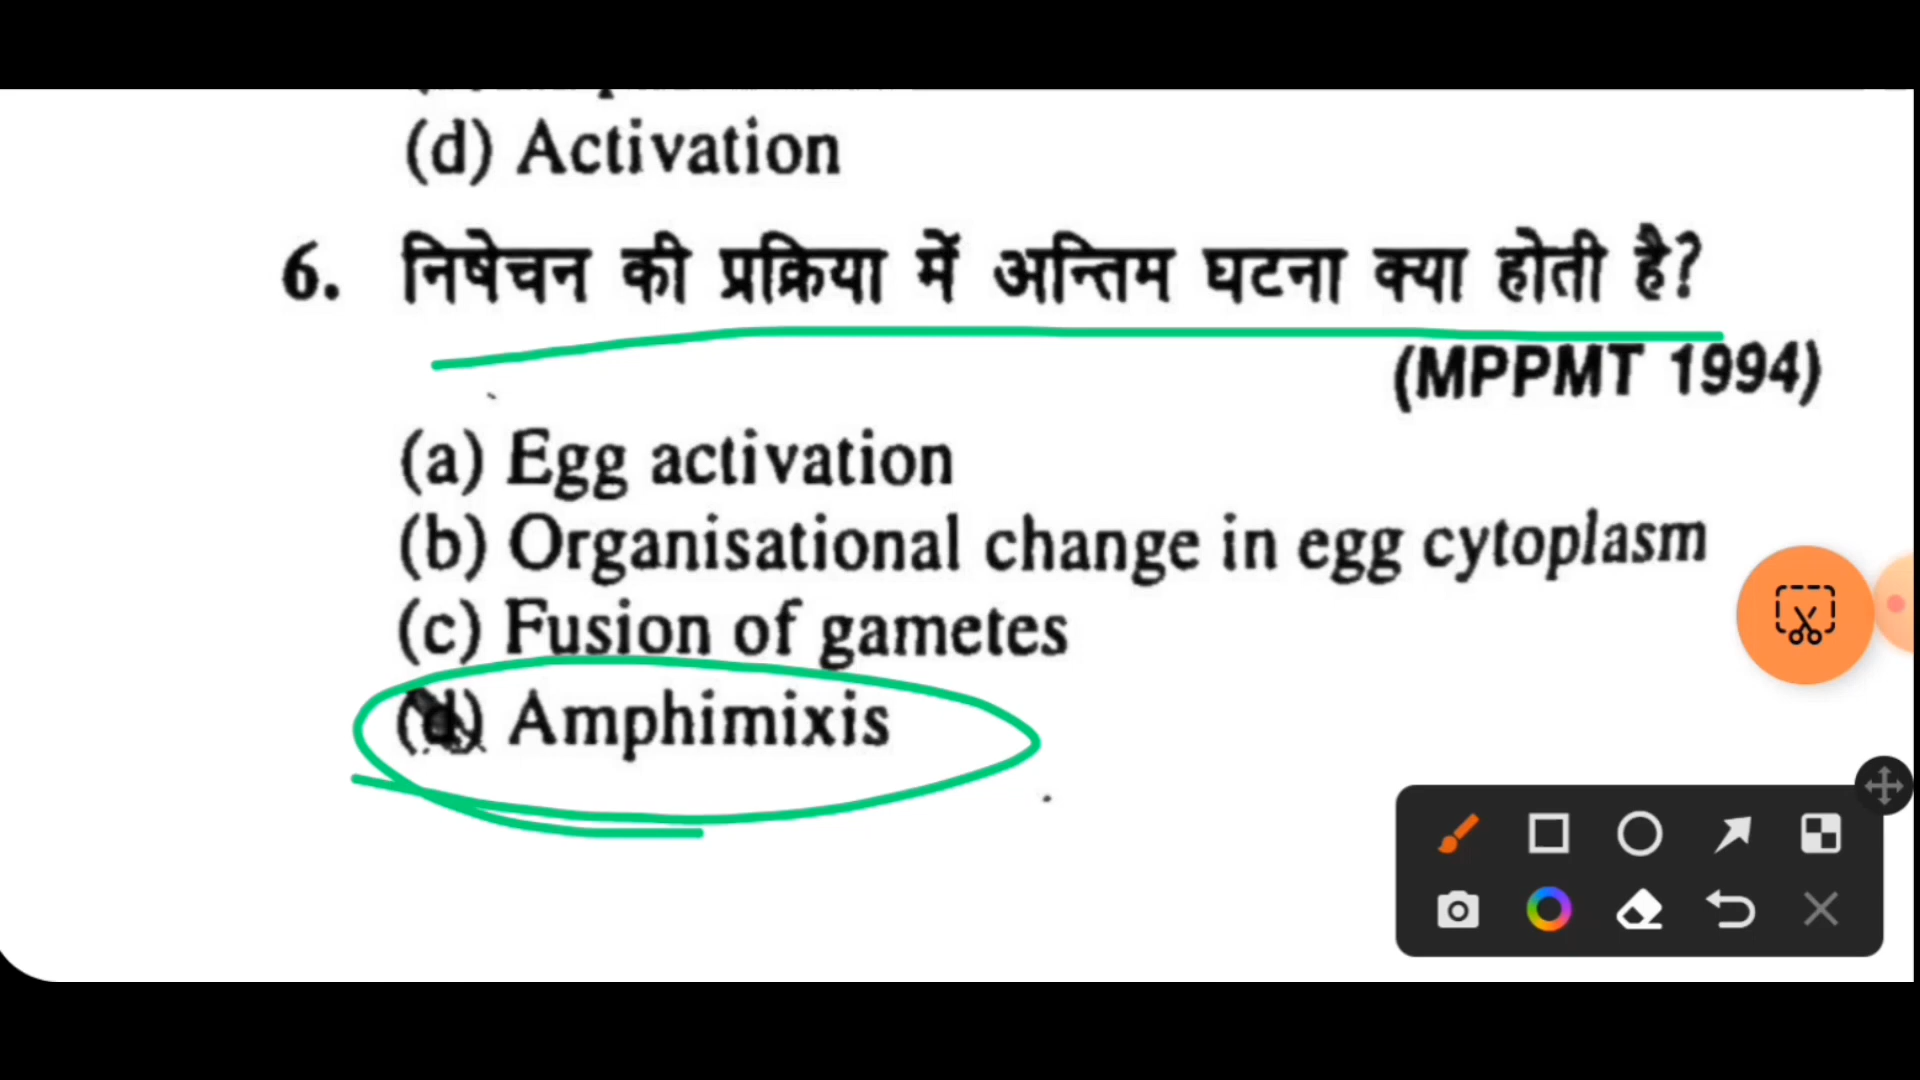 (d) Activation
6. निषेचन की प्रक्रिया में अन्तिम घटना क्या होती है?
(MPPMT 1994)
(a) Egg activation
(b) Organisational change in egg cytoplasm
(c) Fusion of gametes
(d) Amphimixis